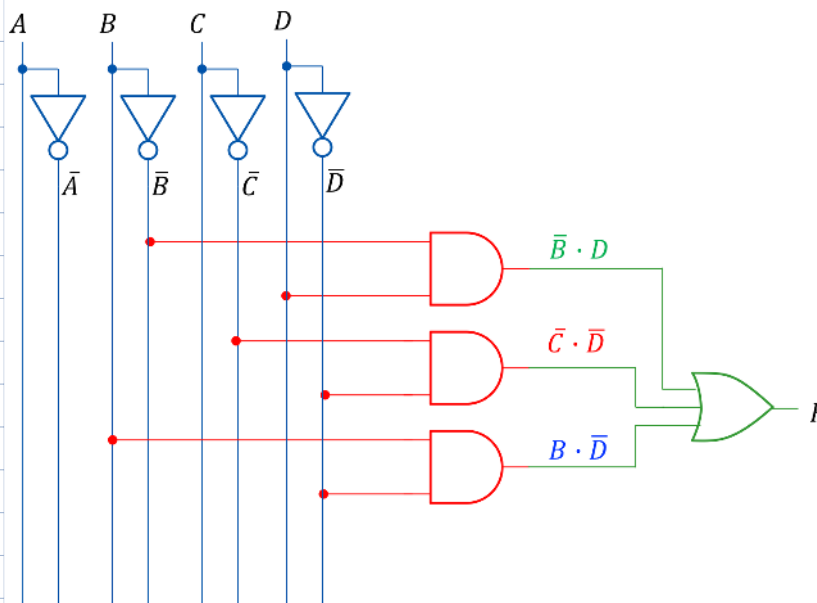 A B C D
Ā B̄ C̄ D̄
B̄ · D
C̄ · D̄
B · D̄